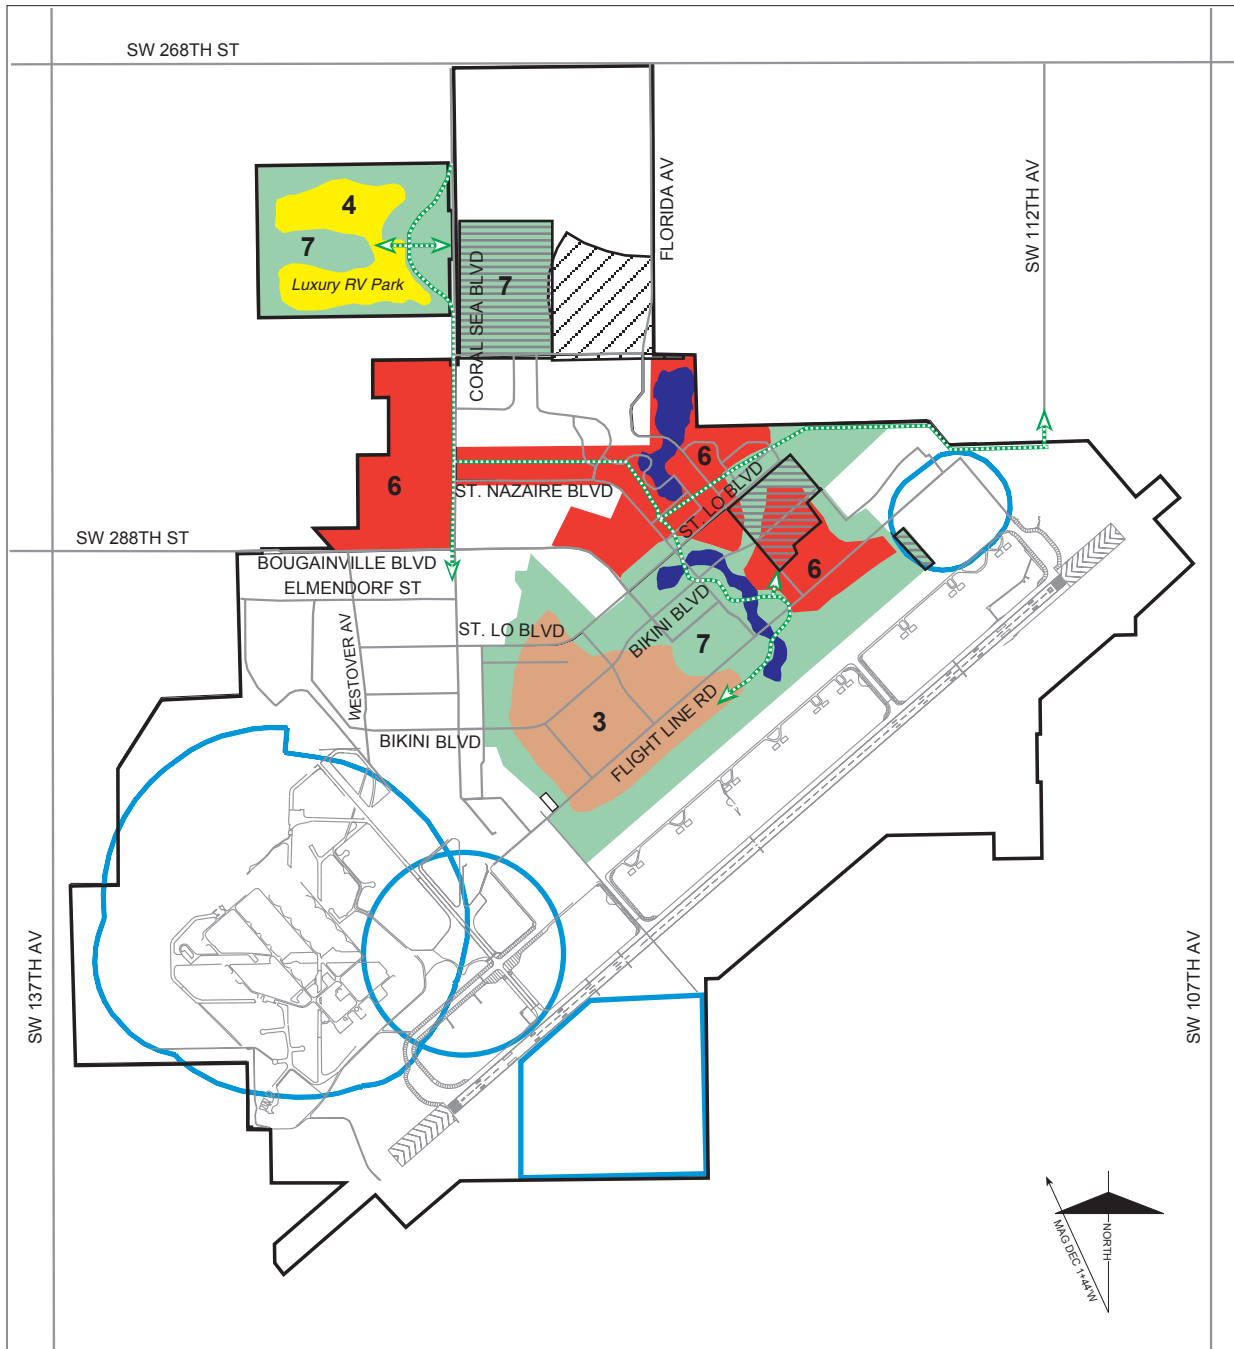 SW 268TH ST
FLORIDA AV
SW 112TH AV
4
7
Luxury RV Park
CORAL SEA BLVD
7
6
6
ST. NAZAIRE BLVD
ST. LO BLVD
SW 288TH ST
BOUGAINVILLE BLVD
ELMENDORF ST
6
WESTOVER AV
ST. LO BLVD
BIKINI BLVD
7
3
BIKINI BLVD
FLIGHT LINE RD
SW 137TH AV
SW 107TH AV
MAG DEC 1+44'W
NORTH